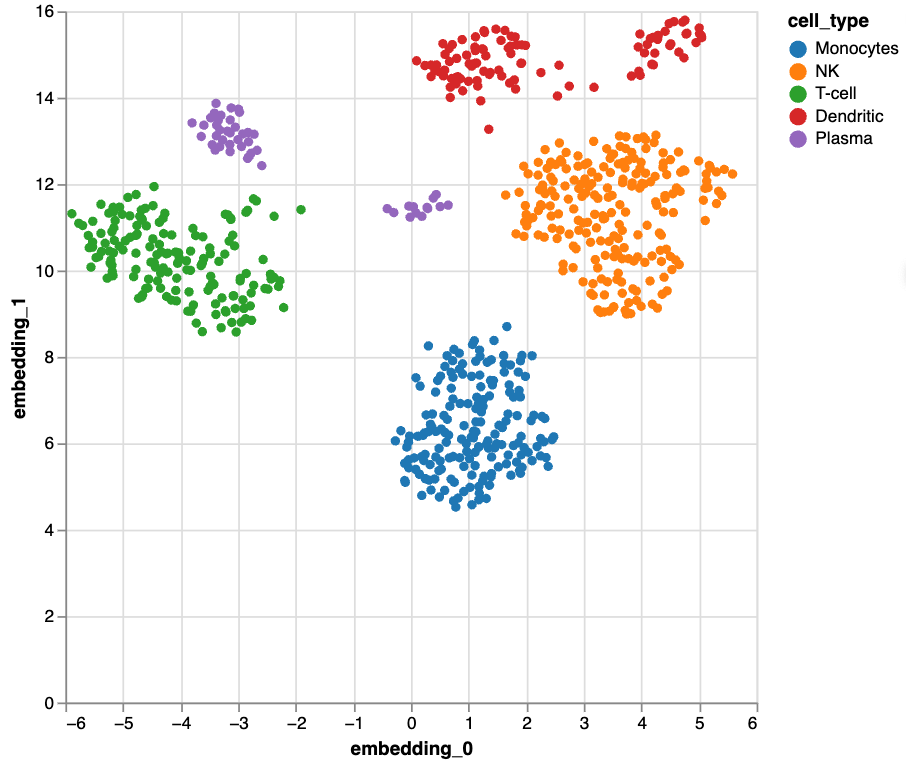 cell_type
Monocytes
NK
T-cell
Dendritic
Plasma
16
14
12
10
8
6
4
2
0
embedding_1
−6 −5 −4 −3 −2 −1 0 1 2 3 4 5 6
embedding_0